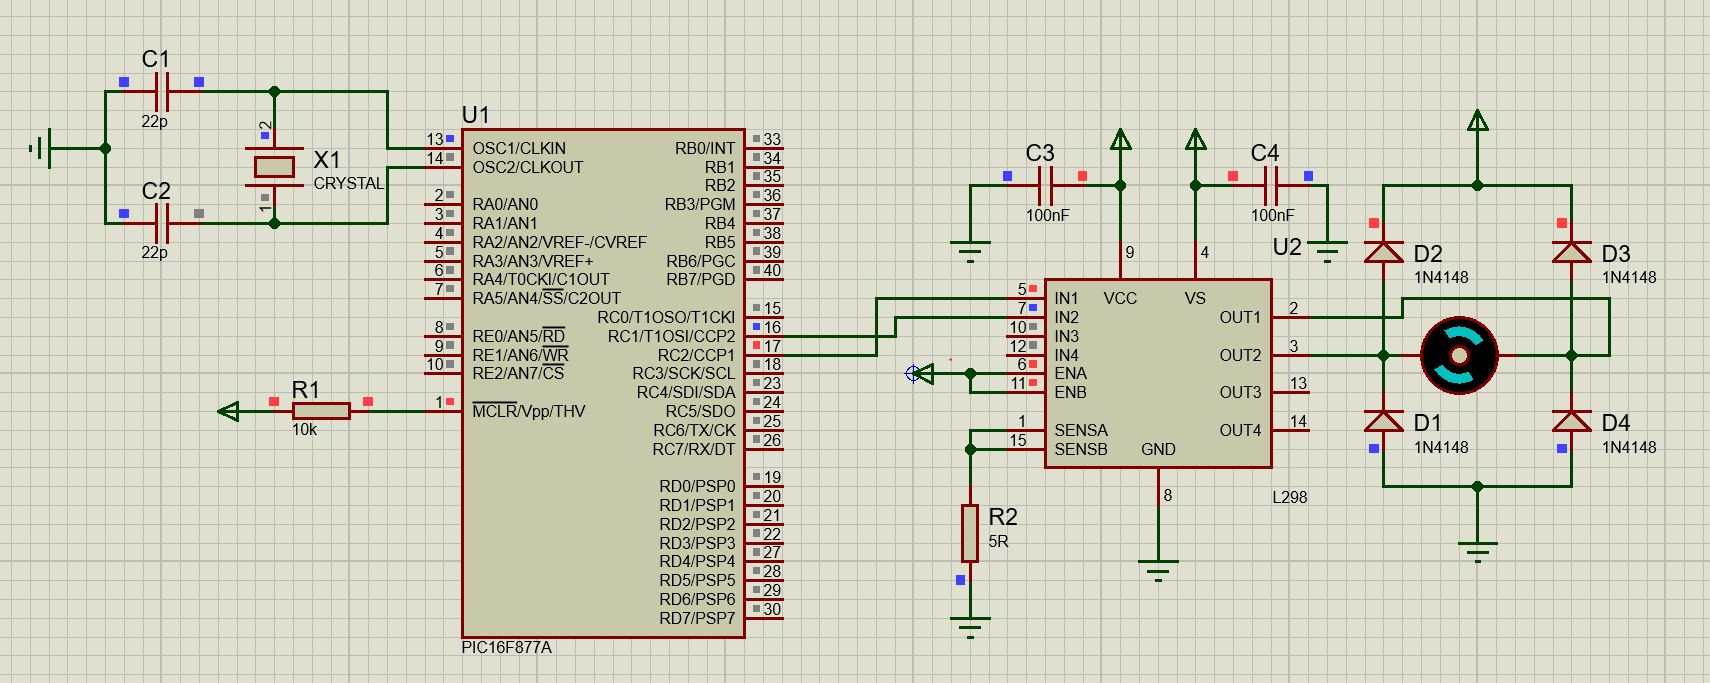 C1
22p
C2
22p
2
X1
CRYSTAL
1
R1
10k
U1
13 OSC1/CLKIN
14 OSC2/CLKOUT
2 RA0/AN0
3 RA1/AN1
4 RA2/AN2/VREF-/CVREF
5 RA3/AN3/VREF+
6 RA4/T0CKI/C1OUT
7 RA5/AN4/SS/C2OUT
8 RE0/AN5/RD
9 RE1/AN6/WR
10 RE2/AN7/CS
1 MCLR/Vpp/THV
RB0/INT 33
RB1 34
RB2 35
RB3/PGM 36
RB4 37
RB5 38
RB6/PGC 39
RB7/PGD 40
RC0/T1OSO/T1CKI 15
RC1/T1OSI/CCP2 16
RC2/CCP1 17
RC3/SCK/SCL 18
RC4/SDI/SDA 23
RC5/SDO 24
RC6/TX/CK 25
RC7/RX/DT 26
RD0/PSP0 19
RD1/PSP1 20
RD2/PSP2 21
RD3/PSP3 22
RD4/PSP4 27
RD5/PSP5 28
RD6/PSP6 29
RD7/PSP7 30
PIC16F877A
C3
100nF
C4
100nF
9
4
U2
5 IN1
7 IN2
10 IN3
12 IN4
6 ENA
11 ENB
1 SENSA
15 SENSB
VCC
VS
OUT1 2
OUT2 3
OUT3 13
OUT4 14
GND
8
L298
R2
5R
D2
1N4148
D3
1N4148
D1
1N4148
D4
1N4148